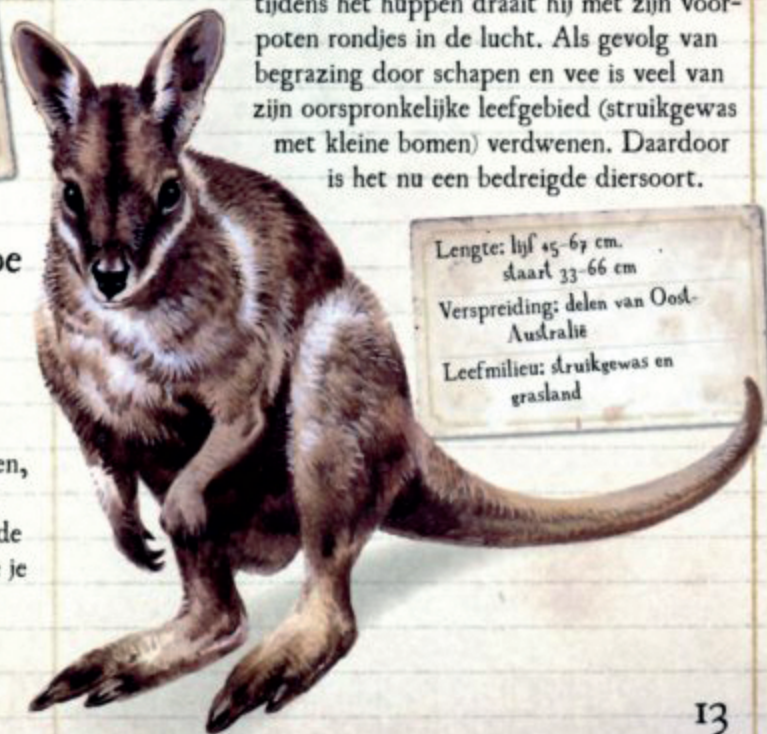 tijdens het huppen draait hij met zijn voor-
poten rondjes in de lucht. Als gevolg van
begrazing door schapen en vee is veel van
zijn oorspronkelijke leefgebied (struikgewas
met kleine bomen) verdwenen. Daardoor
is het nu een bedreigde diersoort.
Lengte: lijf 45-67 cm.
staart 33-66 cm
Verspreiding: delen van Oost-
Australië
Leefmilieu: struikgewas en
grasland
je
13